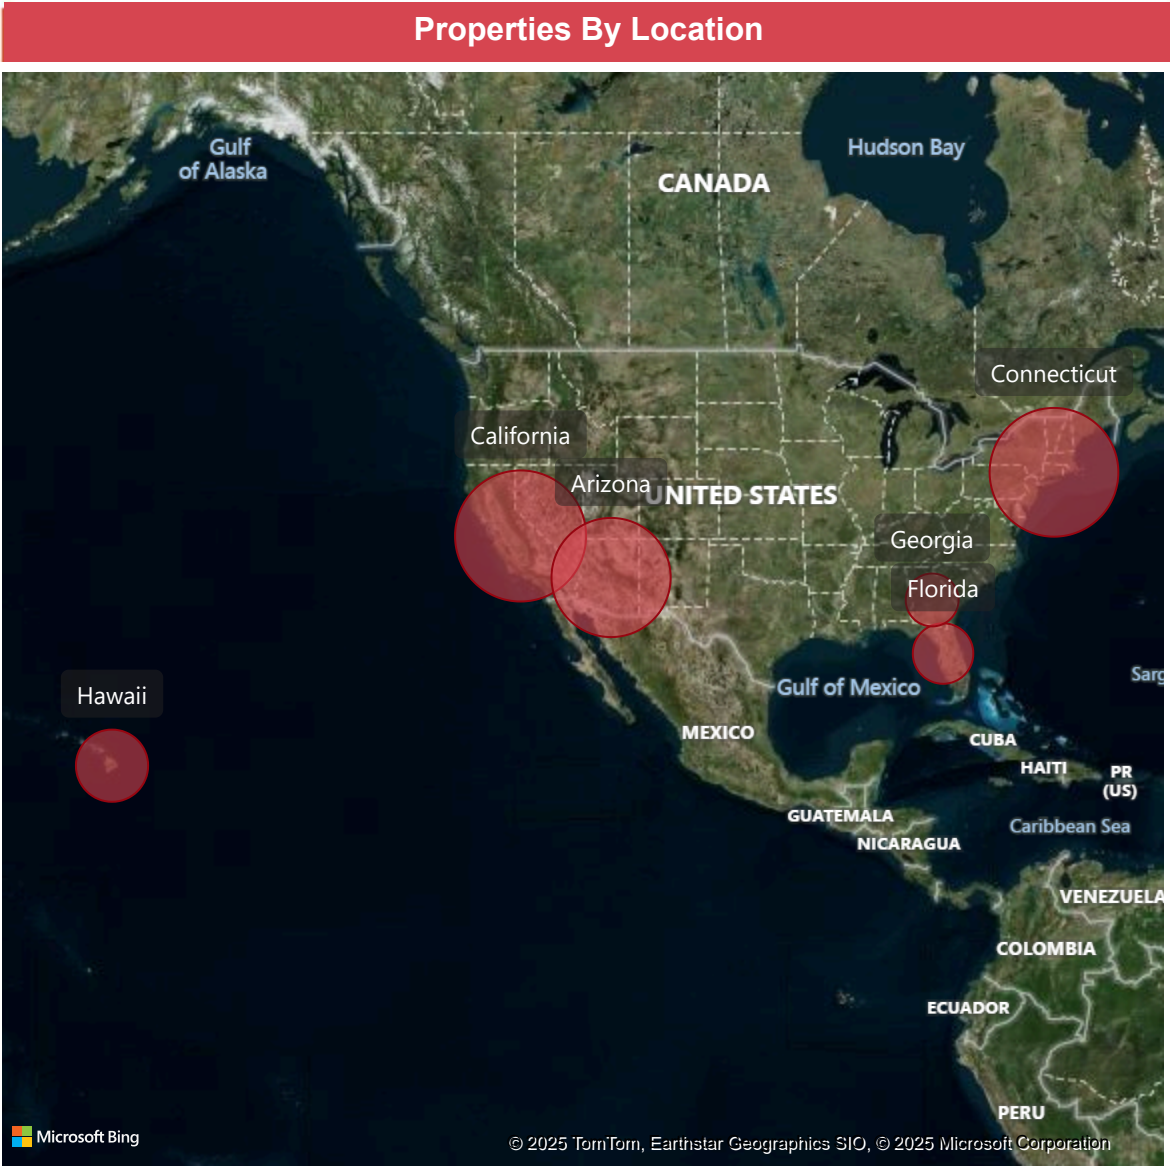 Properties By Location
Gulf
of Alaska
Hudson Bay
CANADA
Connecticut
California
Arizona
UNITED STATES
Georgia
Florida
Hawaii
Gulf of Mexico
Sarg
MEXICO
CUBA
HAITI
PR
(US)
GUATEMALA
Caribbean Sea
NICARAGUA
VENEZUELA
COLOMBIA
ECUADOR
PERU
Microsoft Bing
© 2025 TomTom, Earthstar Geographics SIO, © 2025 Microsoft Corporation